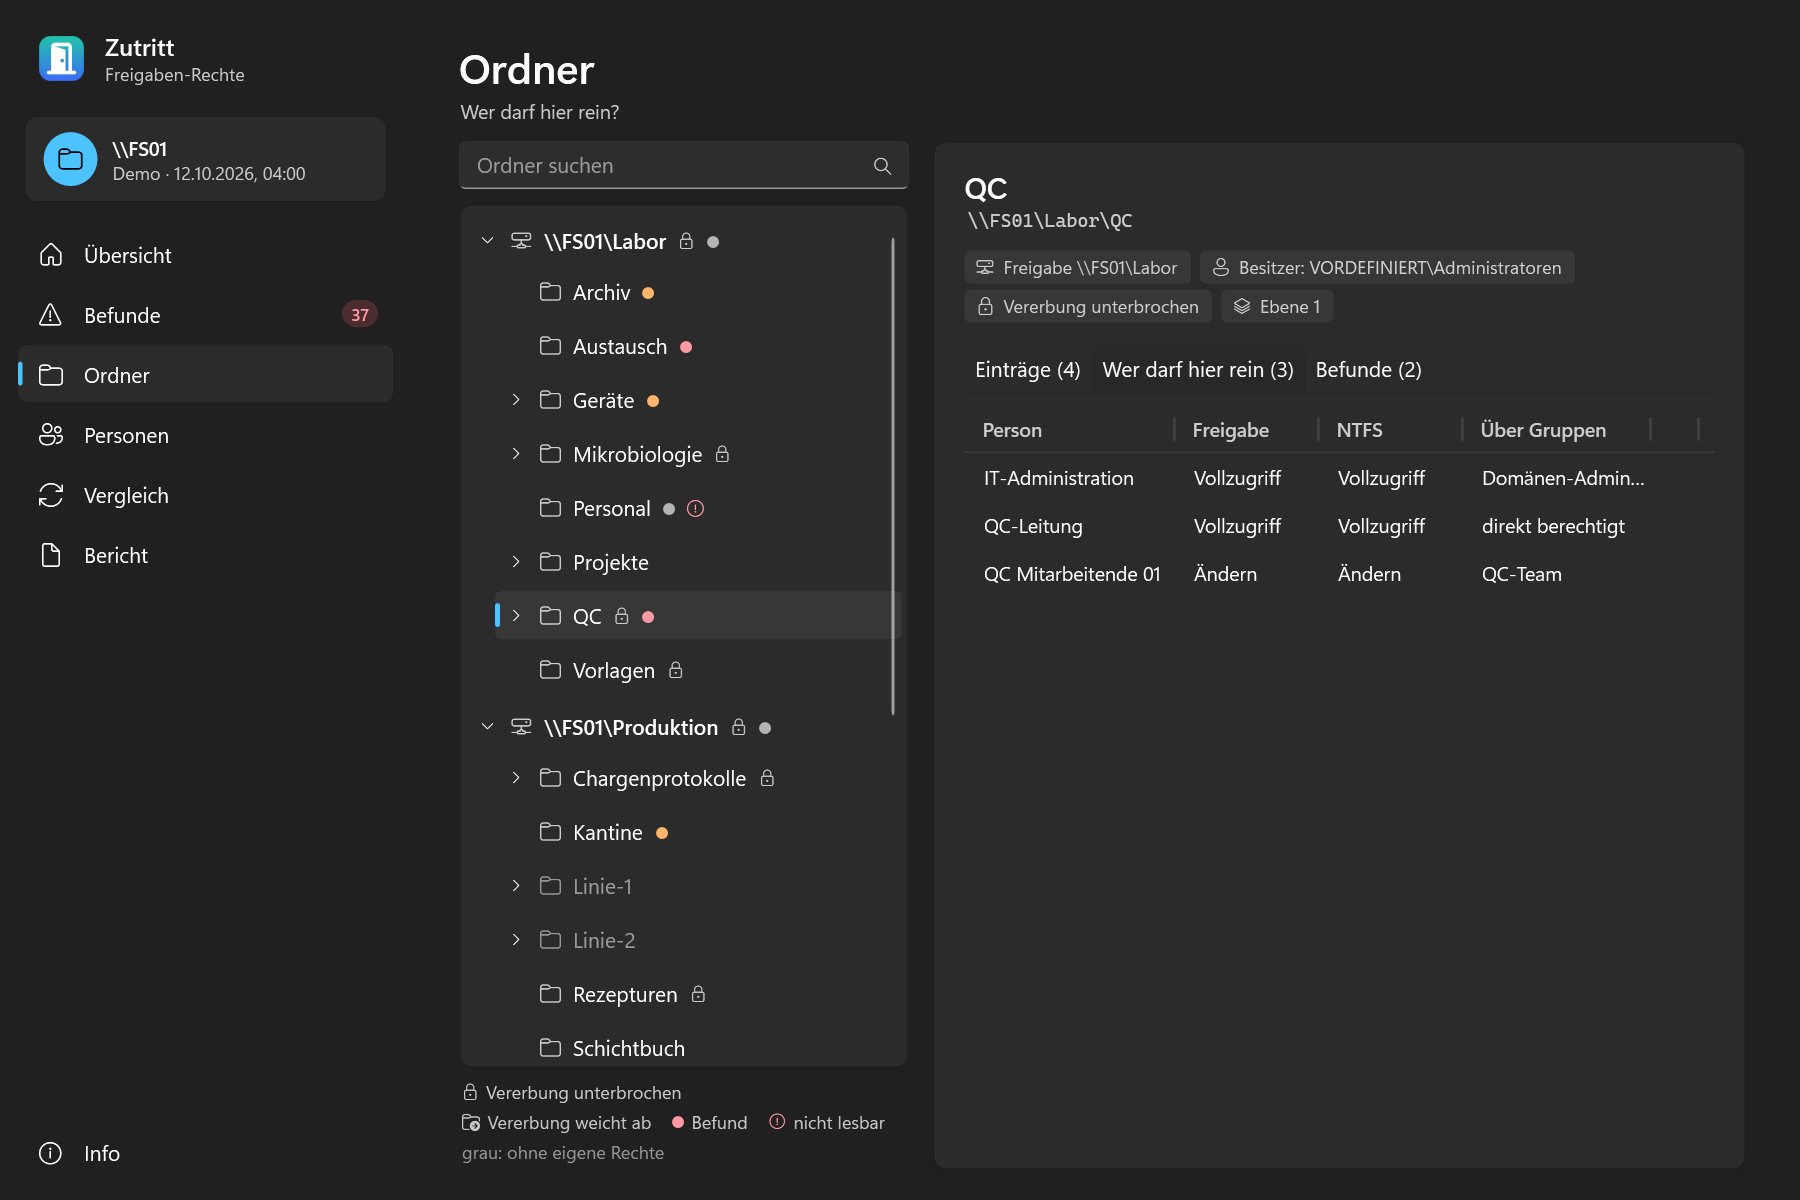 Zutritt
Freigaben-Rechte
\\FS01
Demo · 12.10.2026, 04:00
Übersicht
Befunde 37
Ordner
Personen
Vergleich
Bericht
Info
Ordner
Wer darf hier rein?
Ordner suchen
\\FS01\Labor
Archiv
Austausch
Geräte
Mikrobiologie
Personal
Projekte
QC
Vorlagen
\\FS01\Produktion
Chargenprotokolle
Kantine
Linie-1
Linie-2
Rezepturen
Schichtbuch
Vererbung unterbrochen
Vererbung weicht ab Befund nicht lesbar
grau: ohne eigene Rechte
QC
\\FS01\Labor\QC
Freigabe \\FS01\Labor Besitzer: VORDEFINIERT\Administratoren
Vererbung unterbrochen Ebene 1
Einträge (4) Wer darf hier rein (3) Befunde (2)
Person Freigabe NTFS Über Gruppen
IT-Administration Vollzugriff Vollzugriff Domänen-Admin...
QC-Leitung Vollzugriff Vollzugriff direkt berechtigt
QC Mitarbeitende 01 Ändern Ändern QC-Team